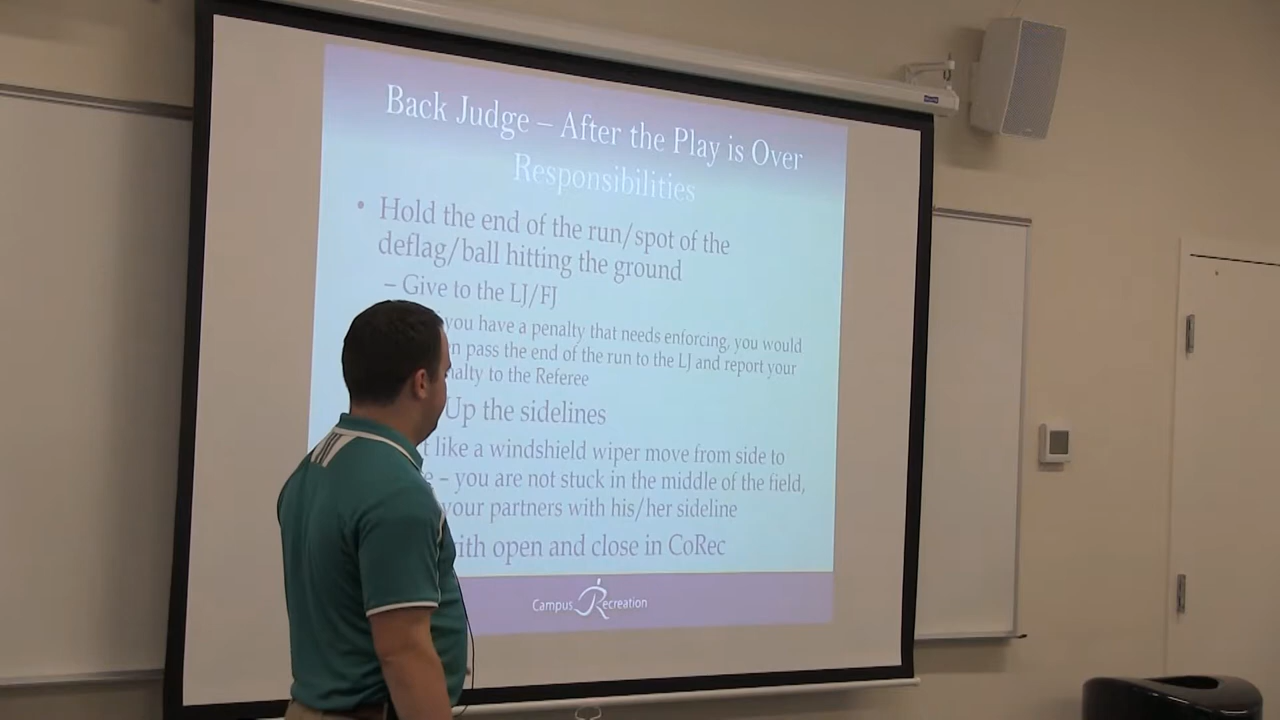 Back Judge – After the Play is Over
Responsibilities
• Hold the end of the run/spot of the
deflag/ball hitting the ground
– Give to the LJ/FJ
you have a penalty that needs enforcing, you would
pass the end of the run to the LJ and report your
to the Referee
Up the sidelines
like a windshield wiper move from side to
– you are not stuck in the middle of the field,
your partners with his/her sideline
open and close in CoRec
Campus Recreation